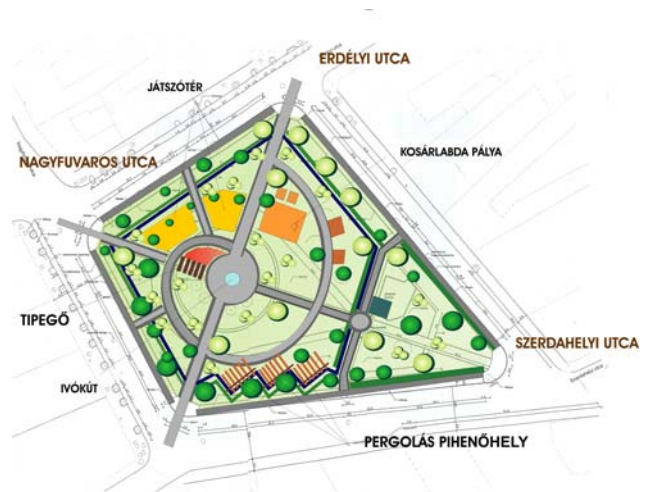 ERDÉLYI UTCA
JÁTSZÓTÉR
KOSÁRLABDA PÁLYA
NAGYFUVAROS UTCA
TIPEGŐ
SZERDAHELYI UTCA
IVÓKÚT
PERGOLÁS PIHENŐHELY